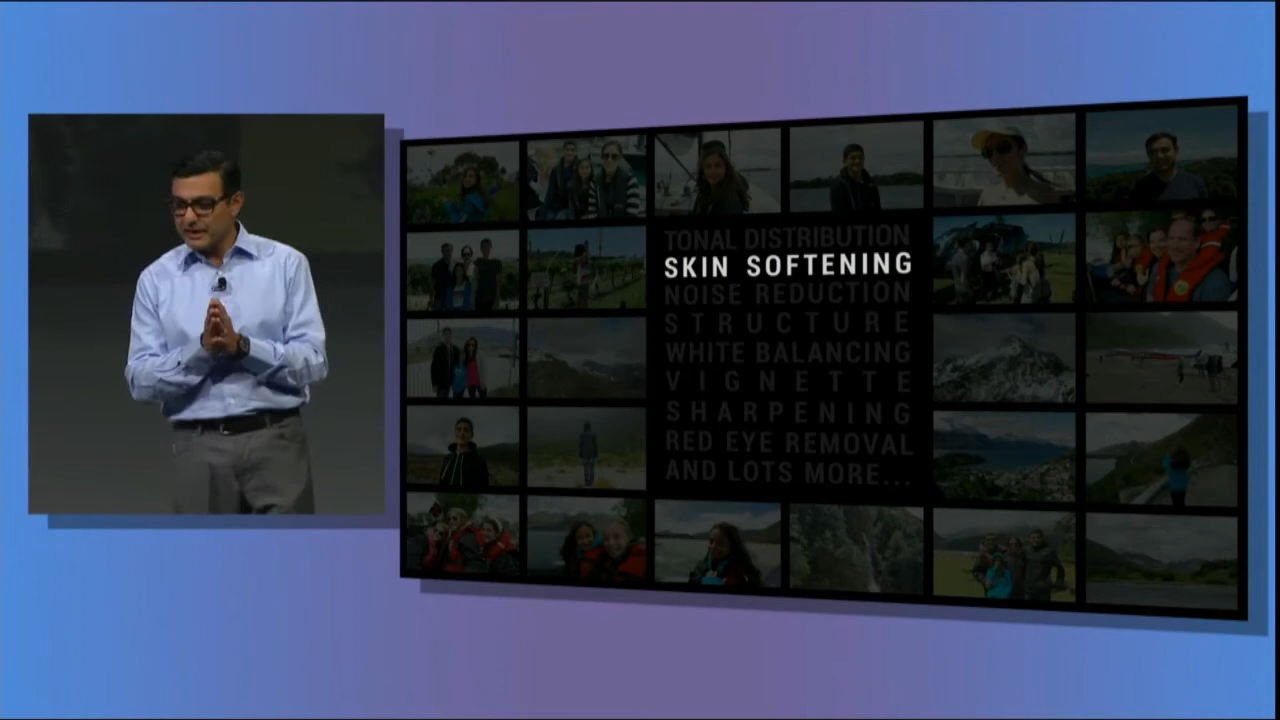 TONAL DISTRIBUTION
SKIN SOFTENING
NOISE REDUCTION
STRUCTURE
WHITE BALANCING
VIGNETTE
SHARPENING
RED EYE REMOVAL
AND LOTS MORE...